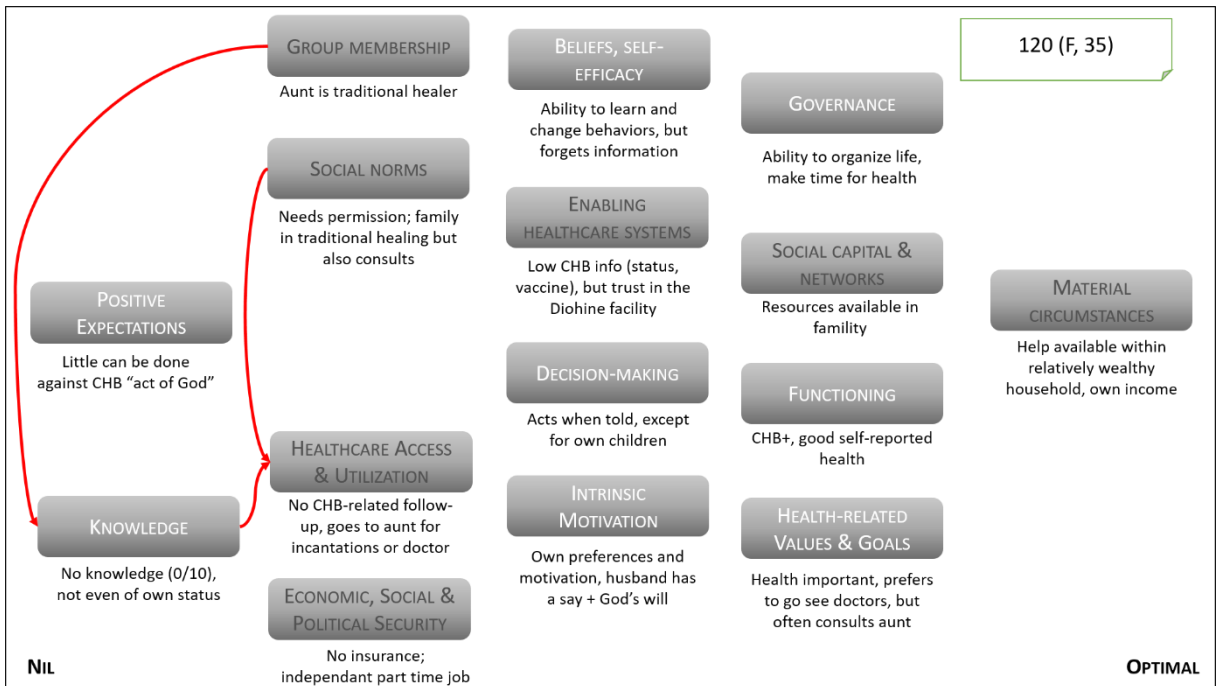 GROUP MEMBERSHIP
Aunt is traditional healer
SOCIAL NORMS
Needs permission; family
in traditional healing but
also consults
POSITIVE
EXPECTATIONS
Little can be done
against CHB “act of God”
HEALTHCARE ACCESS
& UTILIZATION
No CHB-related follow-
up, goes to aunt for
incantations or doctor
KNOWLEDGE
No knowledge (0/10),
not even of own status
ECONOMIC, SOCIAL &
POLITICAL SECURITY
No insurance;
independant part time job
BELIEFS, SELF-
EFFICACY
Ability to learn and
change behaviors, but
forgets information
ENABLING
HEALTHCARE SYSTEMS
Low CHB info (status,
vaccine), but trust in the
Diohine facility
DECISION-MAKING
Acts when told, except
for own children
INTRINSIC
MOTIVATION
Own preferences and
motivation, husband has
a say + God’s will
GOVERNANCE
Ability to organize life,
make time for health
SOCIAL CAPITAL &
NETWORKS
Resources available in
famility
FUNCTIONING
CHB+, good self-reported
health
HEALTH-RELATED
VALUES & GOALS
Health important, prefers
to go see doctors, but
often consults aunt
120 (F, 35)
MATERIAL
CIRCUMSTANCES
Help available within
relatively wealthy
household, own income
NIL
OPTIMAL